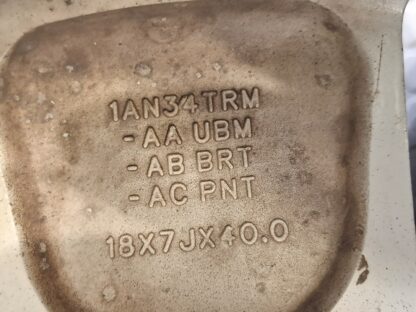 1AN34TRM
-AA UBM
-AB BRT
-AC PNT
18X7JX40.0